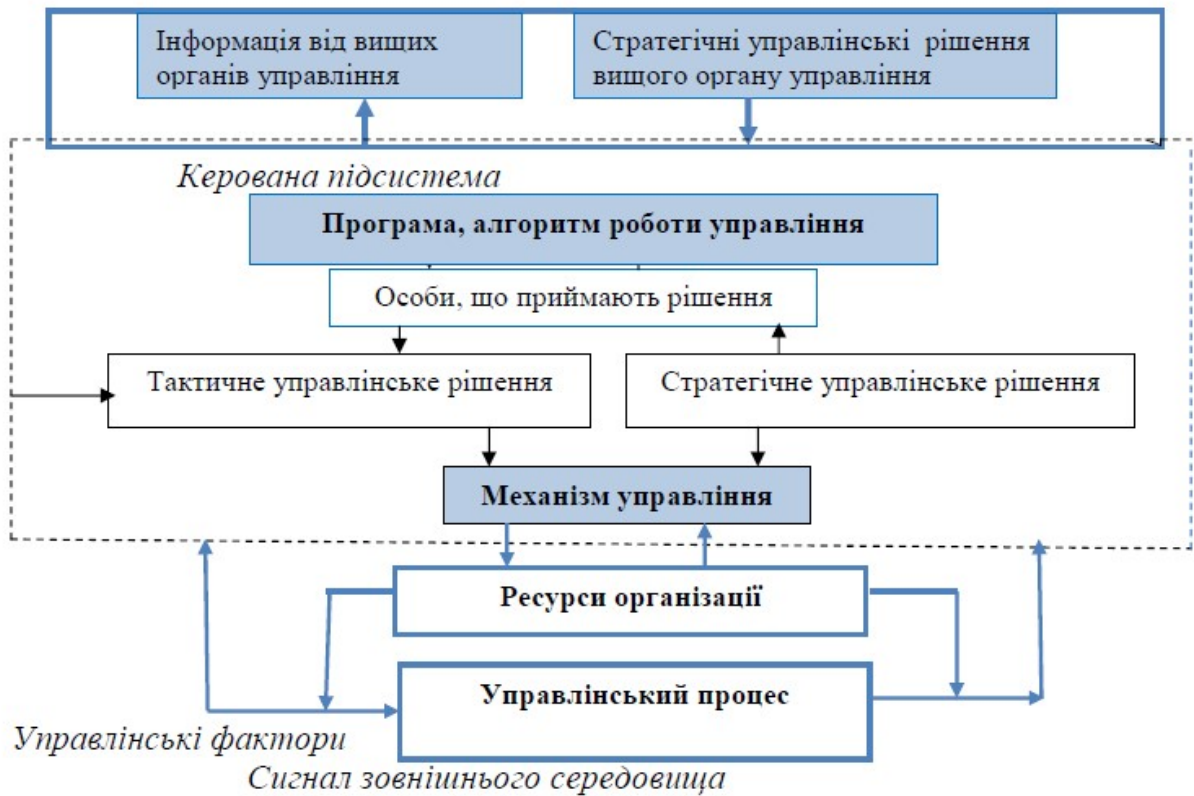 Інформація від вищих
органів управління
Стратегічні управлінські рішення
вищого органу управління
Керована підсистема
Програма, алгоритм роботи управління
Особи, що приймають рішення
Тактичне управлінське рішення
Стратегічне управлінське рішення
Механізм управління
Ресурси організації
Управлінський процес
Управлінські фактори
Сигнал зовнішнього середовища